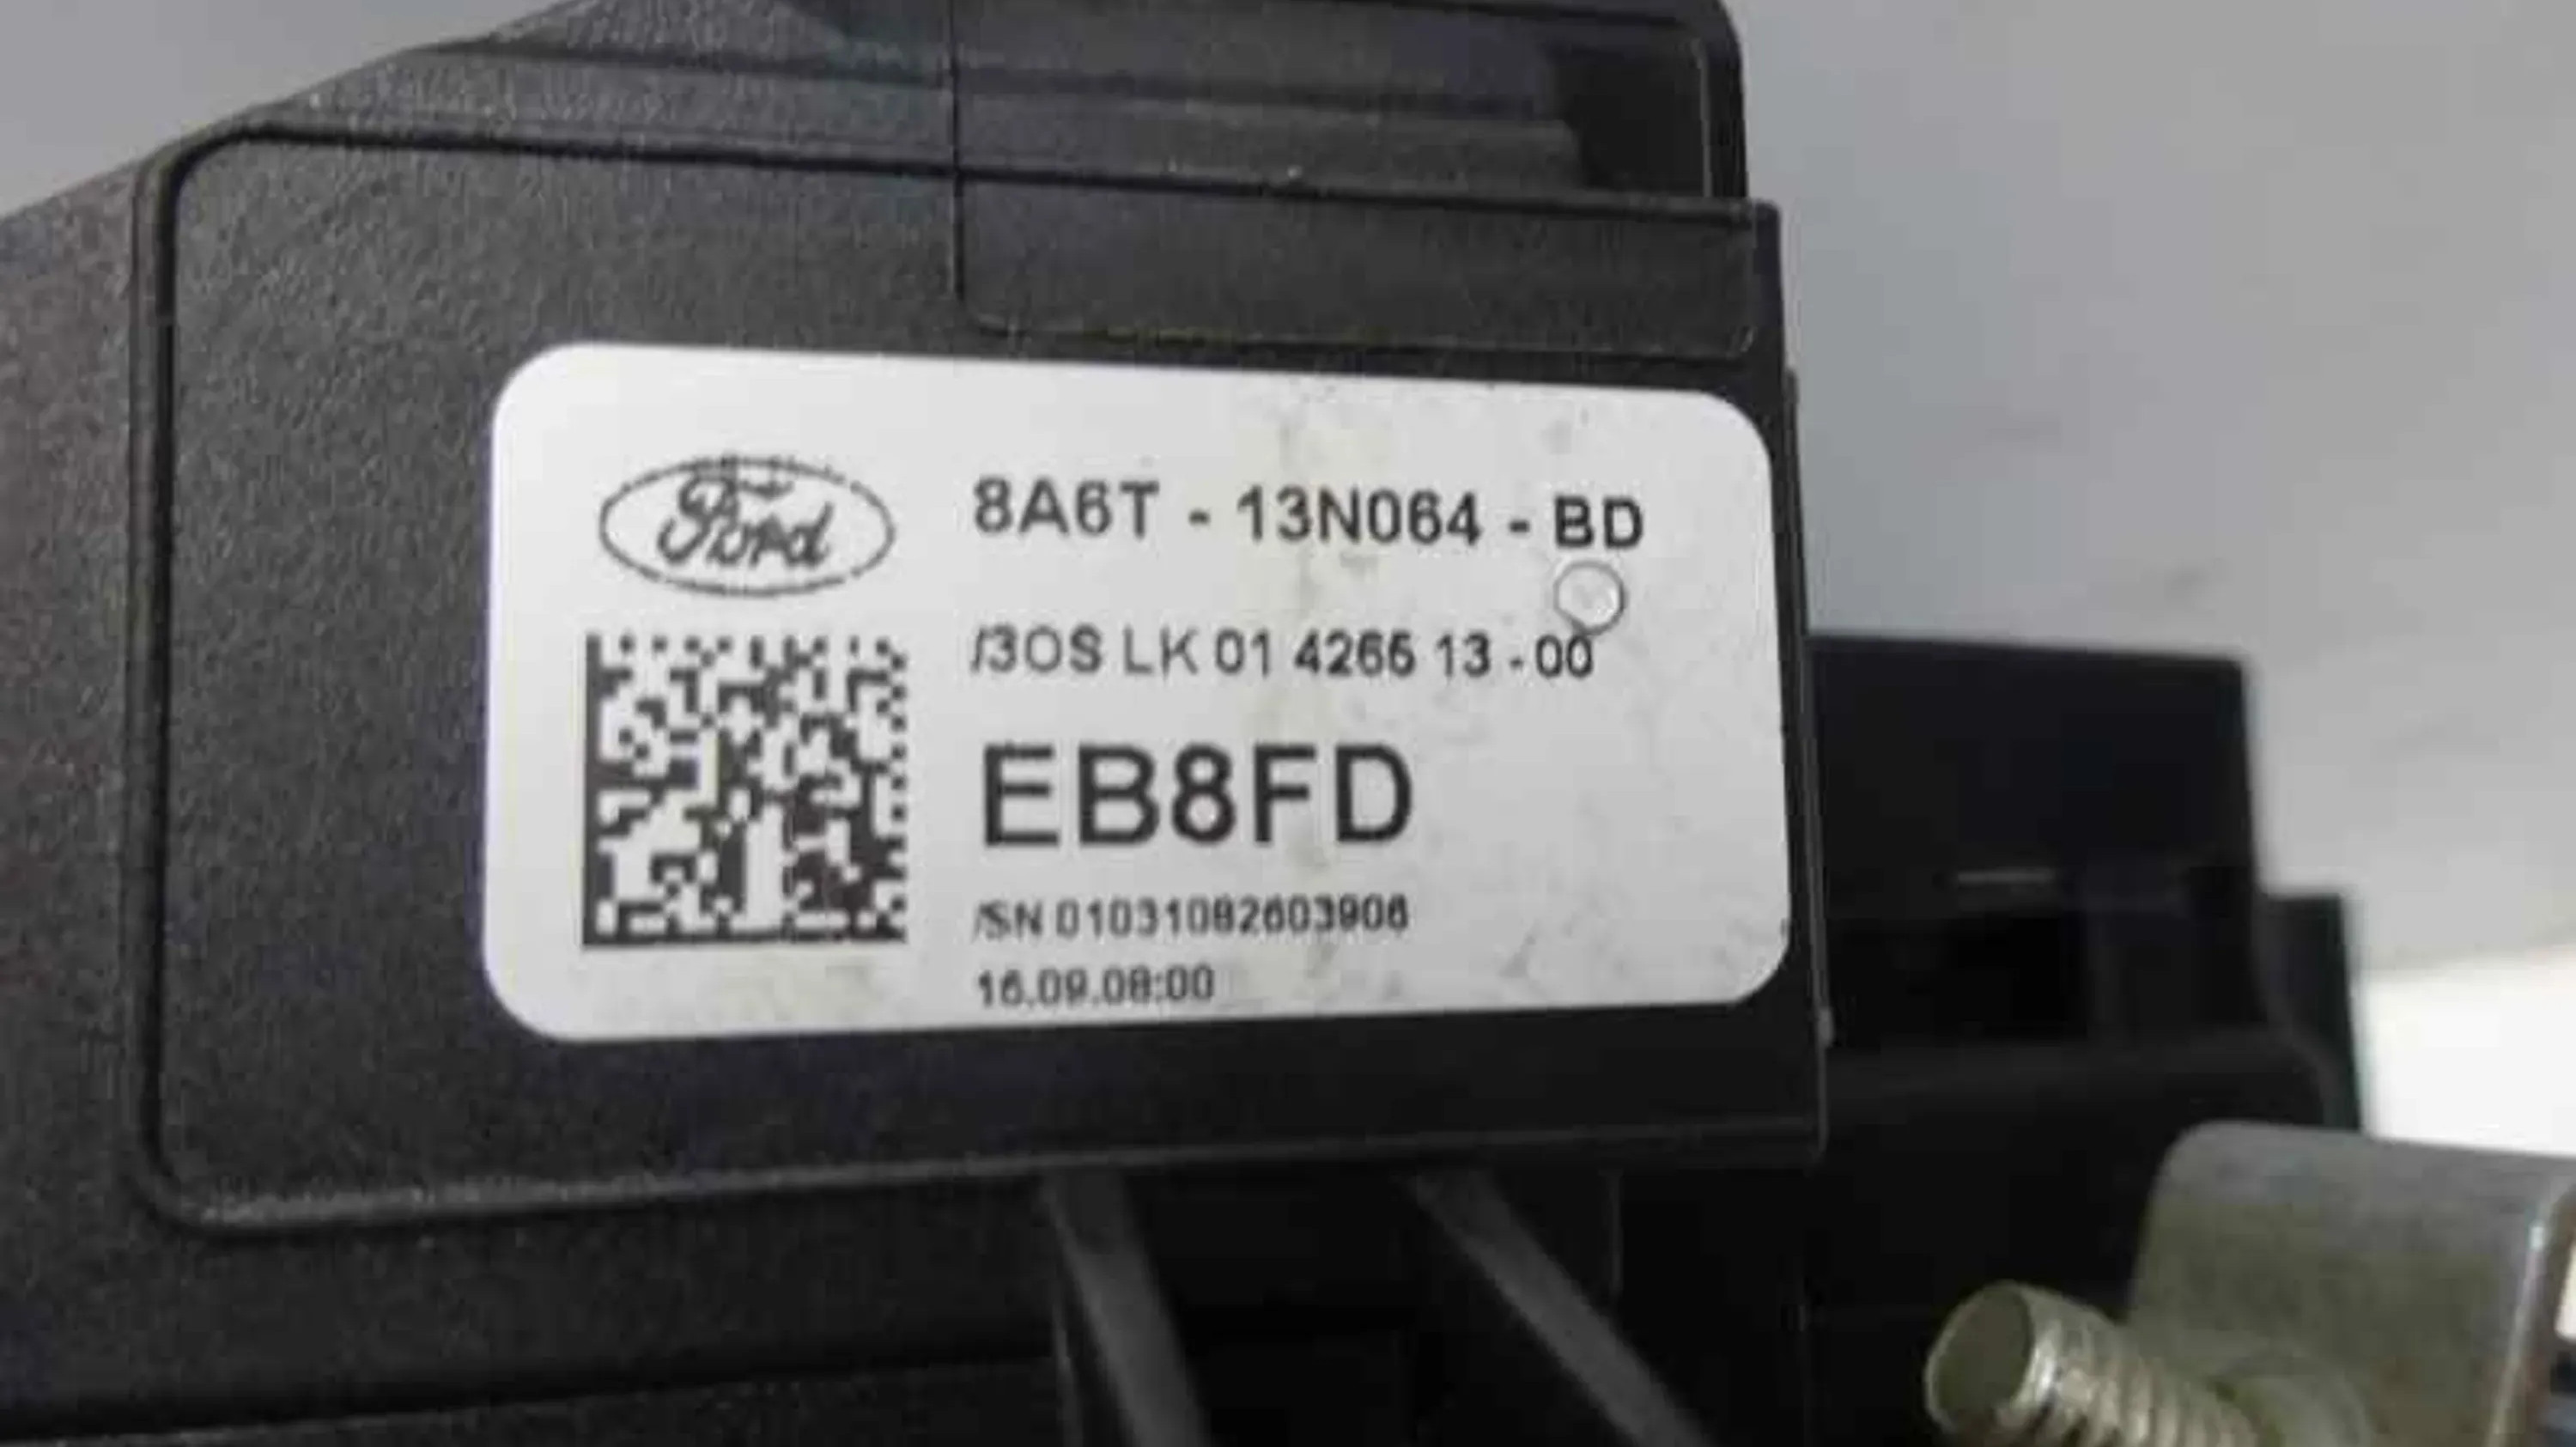 Ford
8A6T - 13N064 - BD
/3OS LK 01 4265 13 - 00
EB8FD
/SN 01031082603906
16.09.08:00